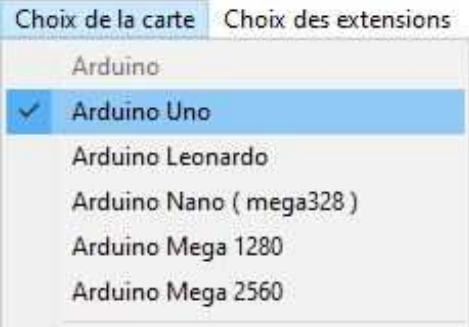 Choix de la carte Choix des extensions
Arduino
Arduino Uno
Arduino Leonardo
Arduino Nano ( mega328 )
Arduino Mega 1280
Arduino Mega 2560